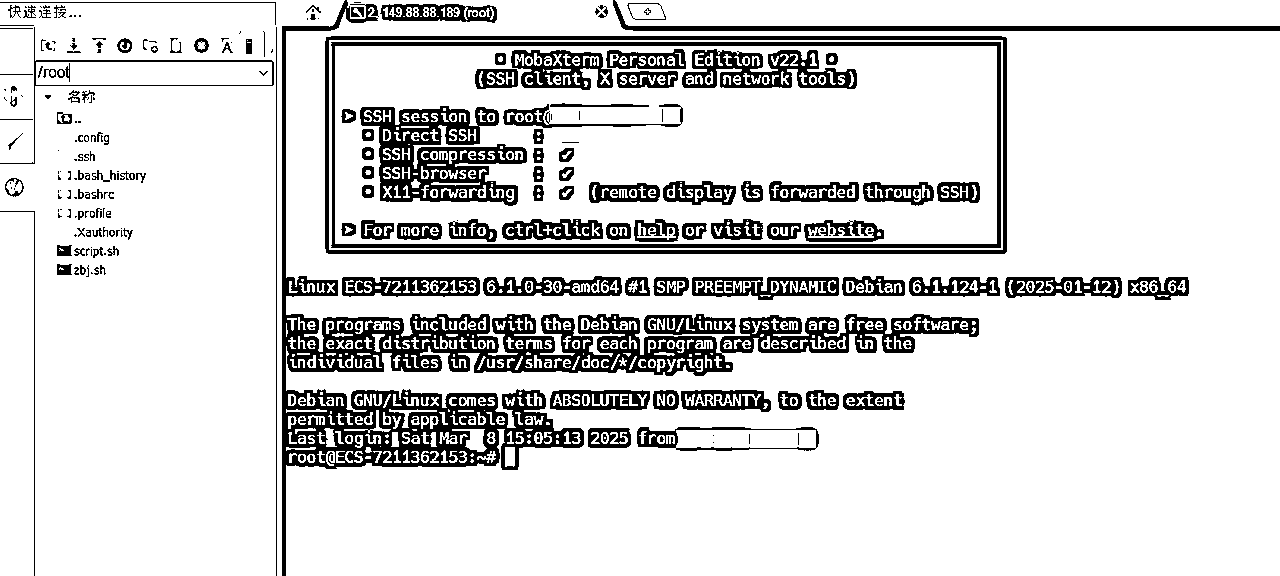 快速连接...
2. 149.88.88.189 (root)
/root
名称
..
.config
.ssh
.bash_history
.bashrc
.profile
.Xauthority
script.sh
zbj.sh
MobaXterm Personal Edition v22.1
(SSH client, X server and network tools)
SSH session to root@
Direct SSH :
SSH compression :
SSH-browser :
X11-forwarding : (remote display is forwarded through SSH)
For more info, ctrl+click on help or visit our website.
Linux ECS-7211362153 6.1.0-30-amd64 #1 SMP PREEMPT_DYNAMIC Debian 6.1.124-1 (2025-01-12) x86_64
The programs included with the Debian GNU/Linux system are free software;
the exact distribution terms for each program are described in the
individual files in /usr/share/doc/*/copyright.
Debian GNU/Linux comes with ABSOLUTELY NO WARRANTY, to the extent
permitted by applicable law.
Last login: Sat Mar 8 15:05:13 2025 from
root@ECS-7211362153:~#